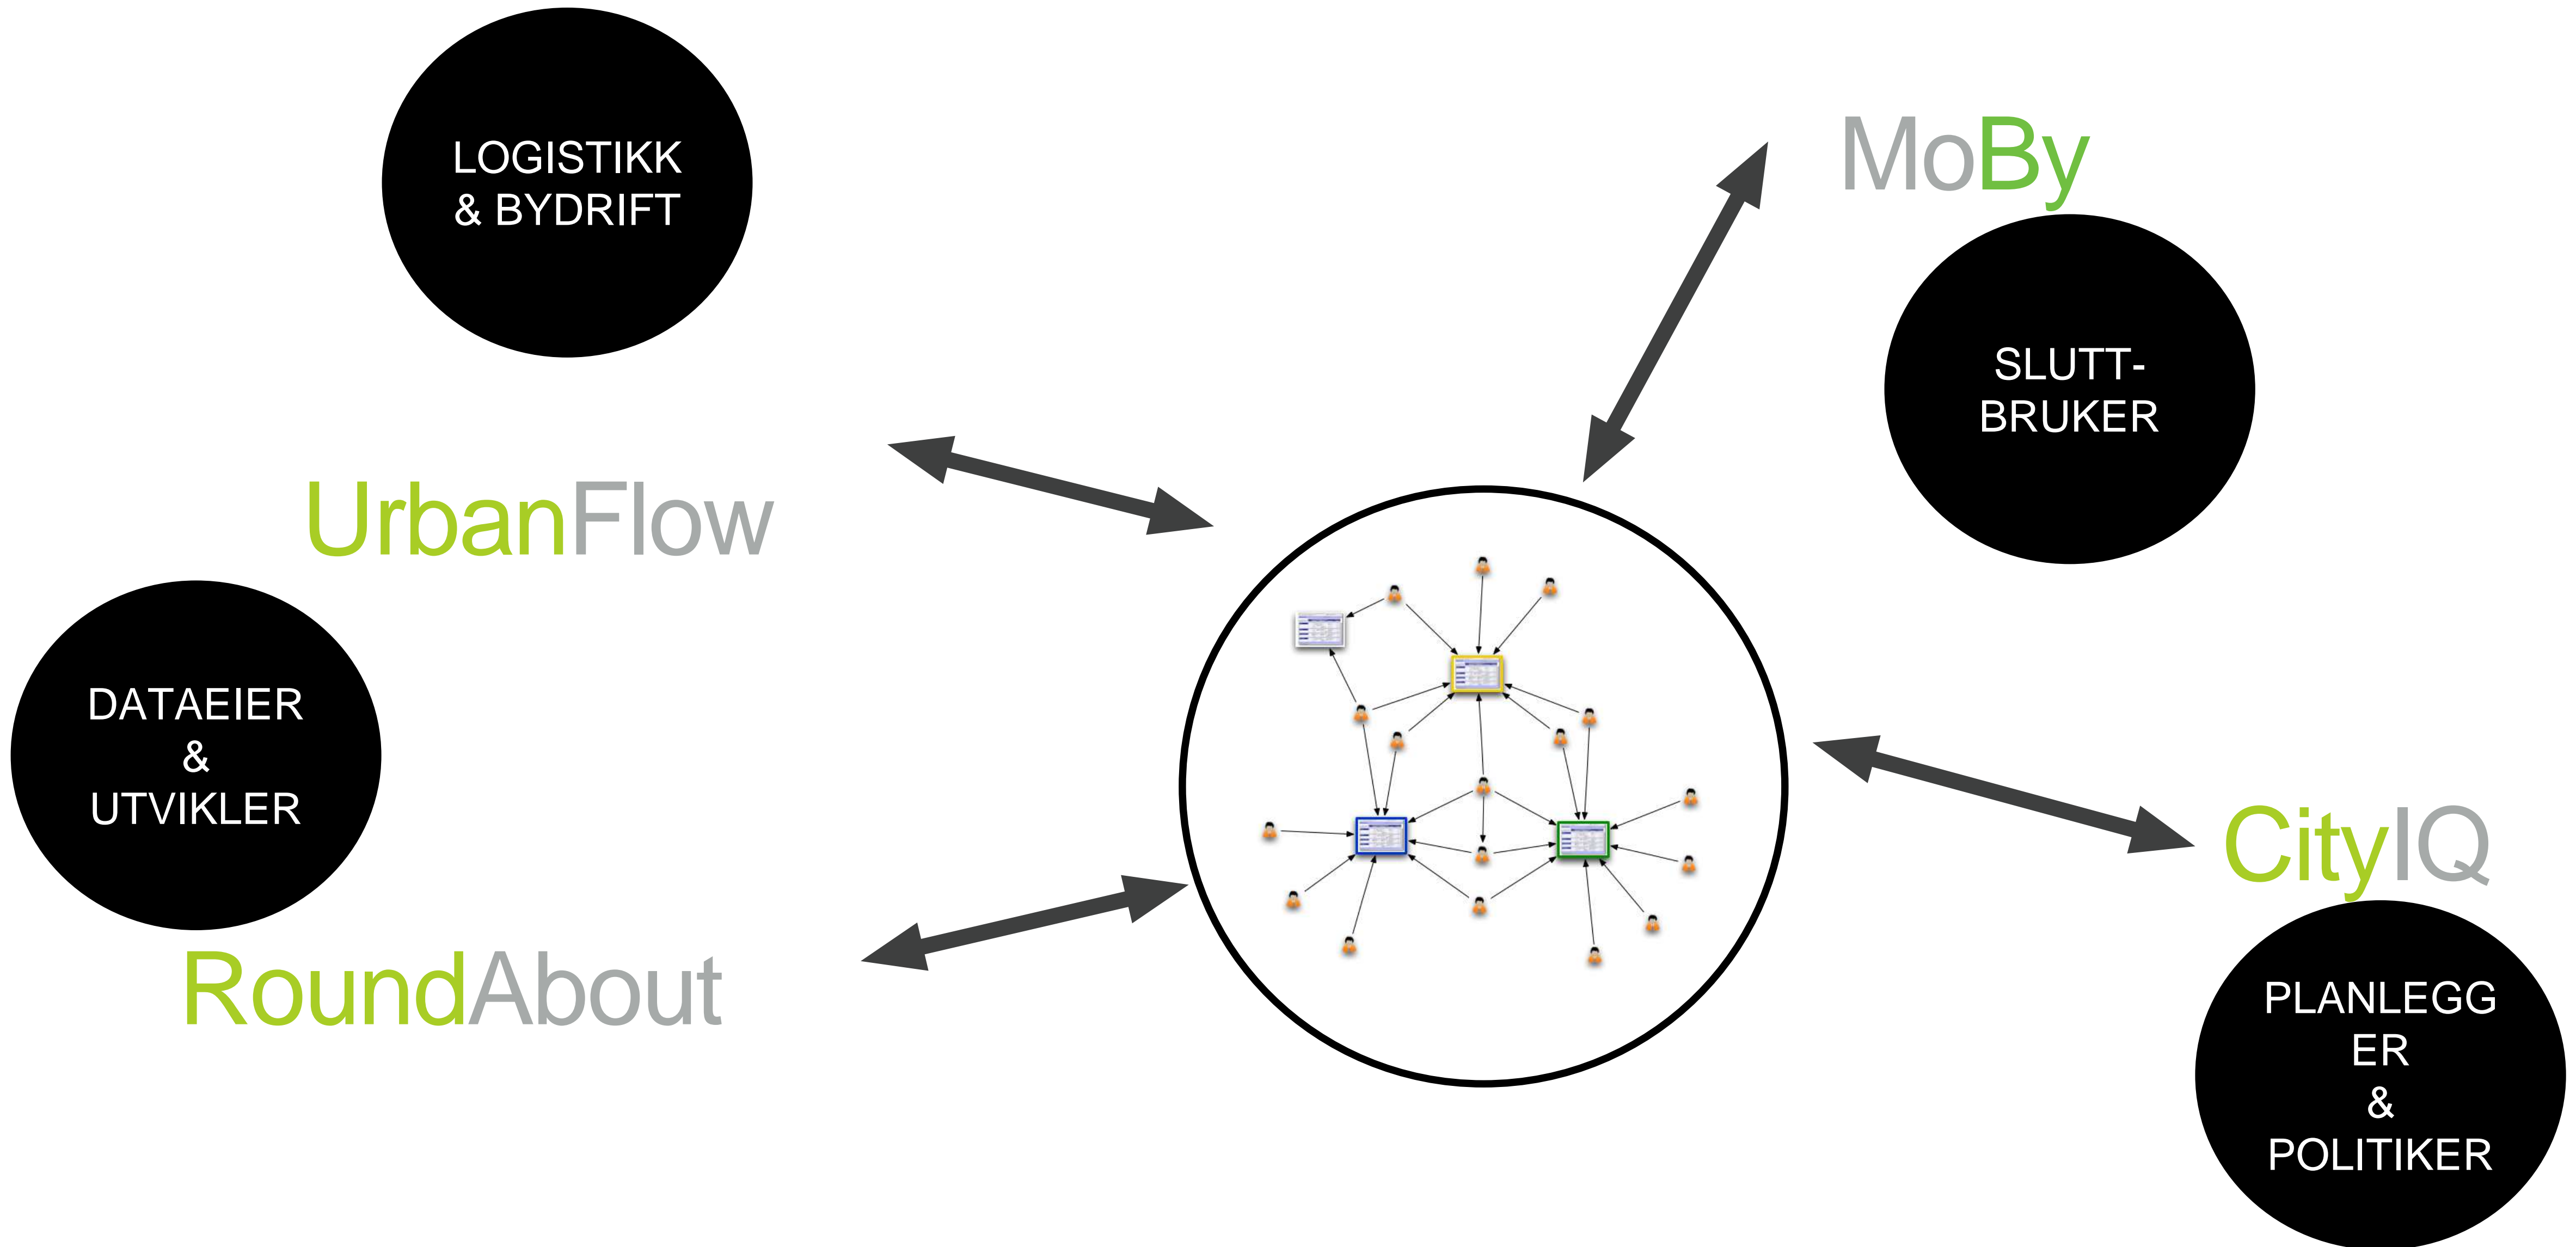 LOGISTIKK
& BYDRIFT
UrbanFlow
DATAEIER
&
UTVIKLER
RoundAbout
MoBy
SLUTT-
BRUKER
CityIQ
PLANLEGG
ER
&
POLITIKER